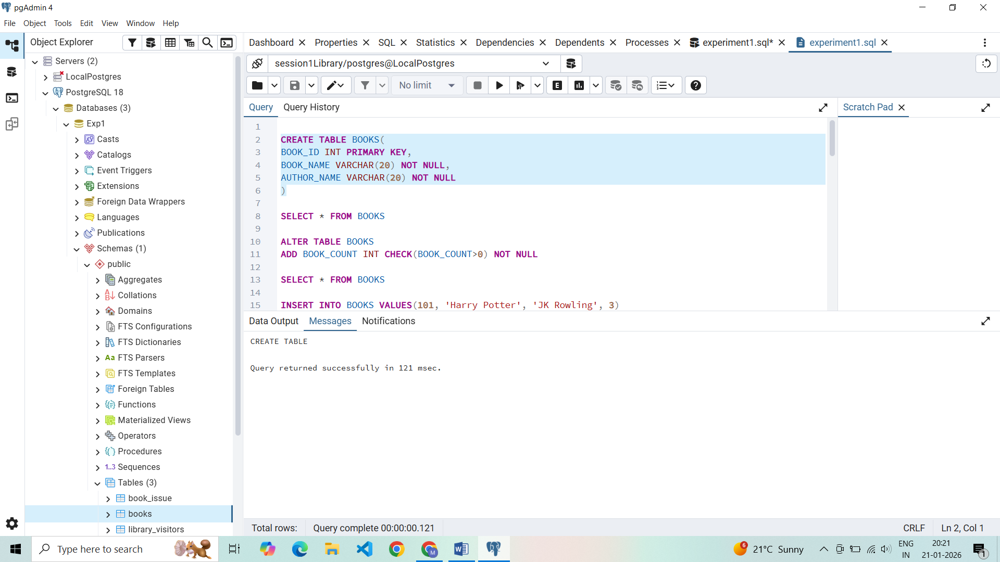 pgAdmin 4
File Object Tools Edit View Window Help
Object Explorer
Servers (2)
LocalPostgres
PostgreSQL 18
Databases (3)
Exp1
Casts
Catalogs
Event Triggers
Extensions
Foreign Data Wrappers
Languages
Publications
Schemas (1)
public
Aggregates
Collations
Domains
FTS Configurations
FTS Dictionaries
Aa FTS Parsers
FTS Templates
Foreign Tables
Functions
Materialized Views
Operators
Procedures
1..3 Sequences
Tables (3)
book_issue
books
library_visitors
Dashboard Properties SQL Statistics Dependencies Dependents Processes experiment1.sql* experiment1.sql
session1Library/postgres@LocalPostgres
No limit E
Query Query History
Scratch Pad
1
2 CREATE TABLE BOOKS(
3 BOOK_ID INT PRIMARY KEY,
4 BOOK_NAME VARCHAR(20) NOT NULL,
5 AUTHOR_NAME VARCHAR(20) NOT NULL
6 )
7
8 SELECT * FROM BOOKS
9
10 ALTER TABLE BOOKS
11 ADD BOOK_COUNT INT CHECK(BOOK_COUNT>0) NOT NULL
12
13 SELECT * FROM BOOKS
14
15 INSERT INTO BOOKS VALUES(101, 'Harry Potter', 'JK Rowling', 3)
Data Output Messages Notifications
CREATE TABLE
Query returned successfully in 121 msec.
Total rows: Query complete 00:00:00.121 CRLF Ln 2, Col 1
Type here to search
6 21°C Sunny
ENG
IN
20:21
21-01-2026
1